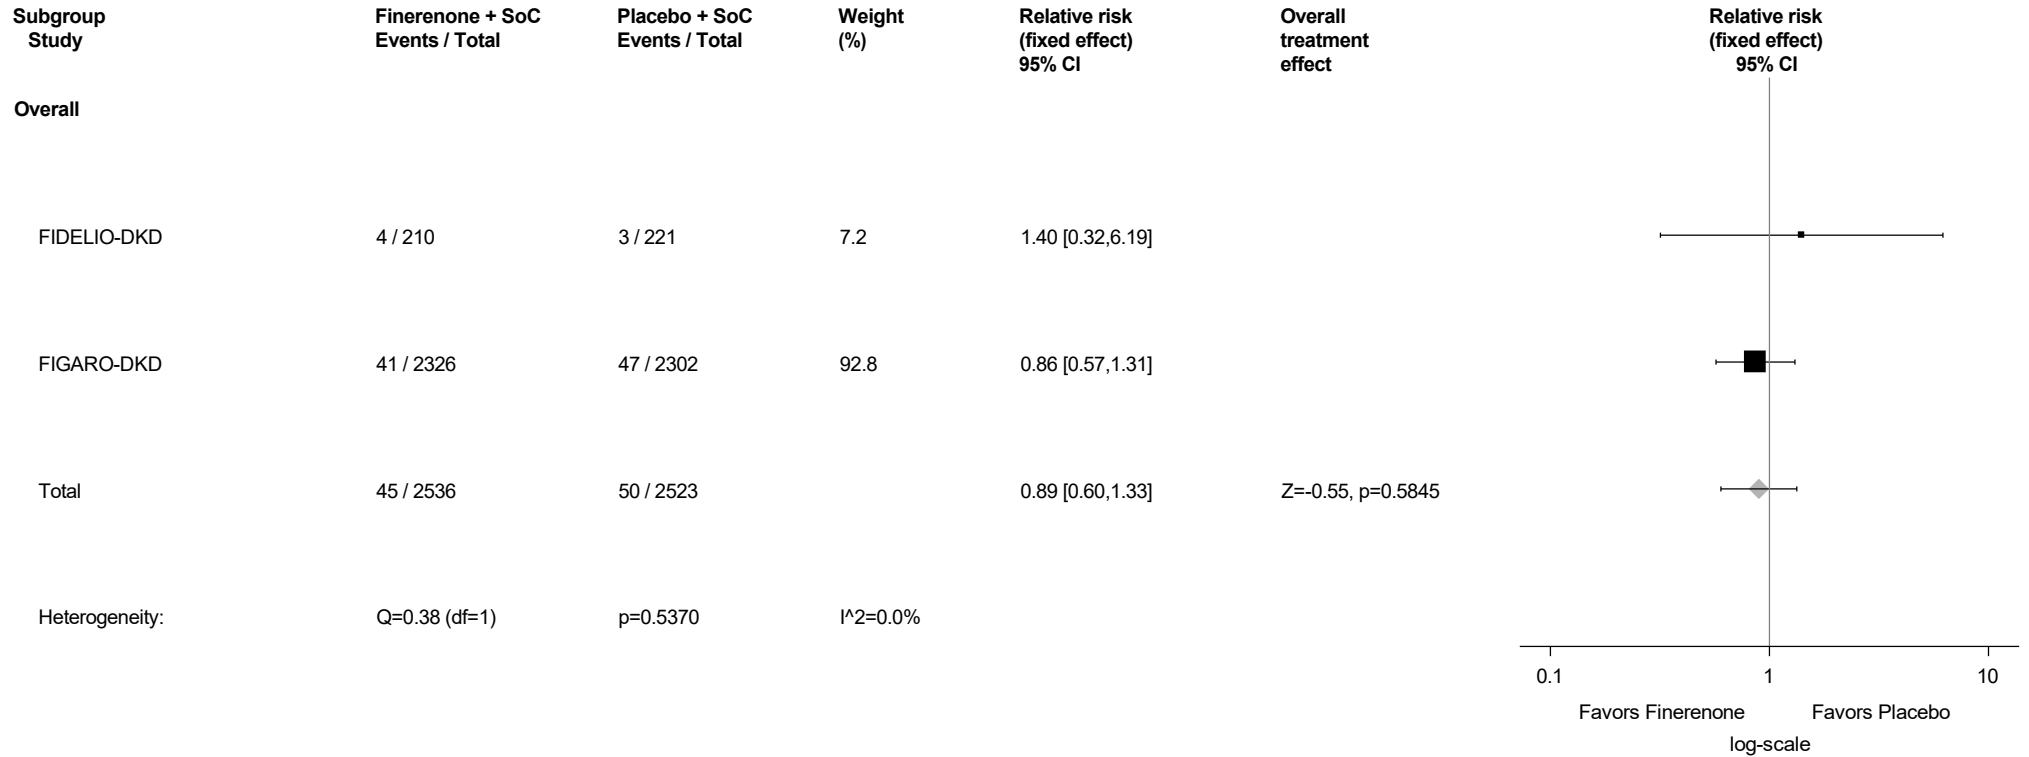 Subgroup Finerenone + SoC Placebo + SoC Weight Relative risk Overall Relative risk
Study Events / Total Events / Total (%) (fixed effect) treatment (fixed effect)
95% CI effect 95% CI
Overall
FIDELIO-DKD 4 / 210 3 / 221 7.2 1.40 [0.32,6.19]
FIGARO-DKD 41 / 2326 47 / 2302 92.8 0.86 [0.57,1.31]
Total 45 / 2536 50 / 2523 0.89 [0.60,1.33] Z=-0.55, p=0.5845
Heterogeneity: Q=0.38 (df=1) p=0.5370 I^2=0.0%
0.1 1 10
Favors Finerenone Favors Placebo
log-scale